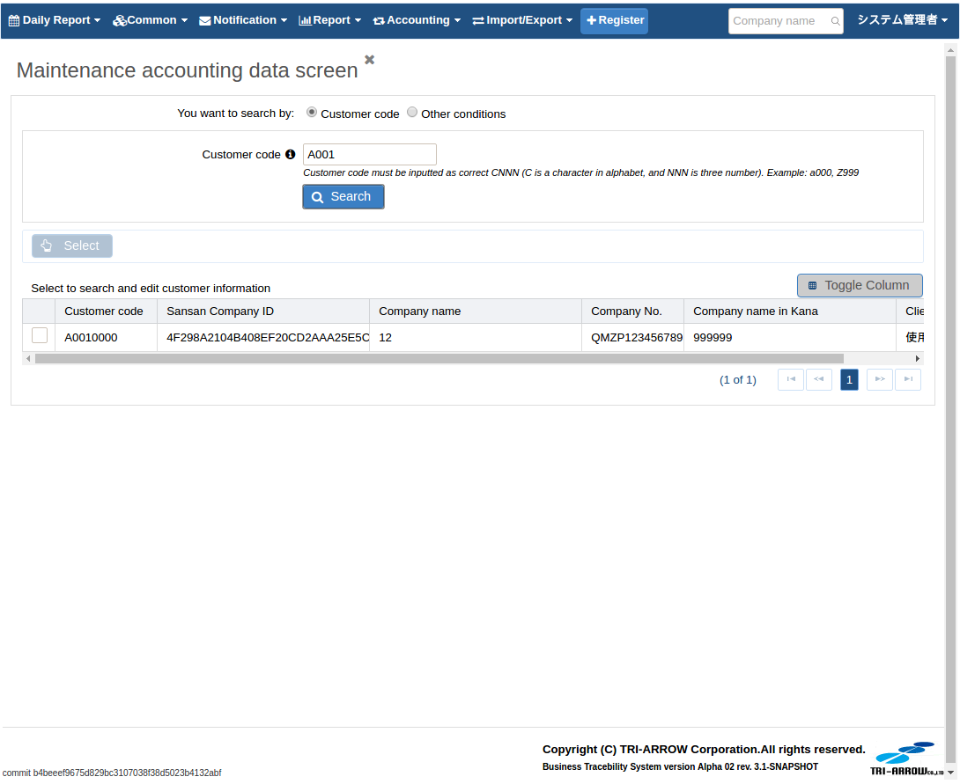 Daily Report Common Notification Report Accounting Import/Export Register Company name システム管理者
Maintenance accounting data screen
You want to search by: Customer code Other conditions
Customer code A001
Customer code must be inputted as correct CNNN (C is a character in alphabet, and NNN is three number). Example: a000, Z999
Search
Select
Select to search and edit customer information
Toggle Column
Customer code Sansan Company ID Company name Company No. Company name in Kana Clie
A0010000 4F298A2104B408EF20CD2AAA25E5C 12 QMZP123456789 999999 使用
(1 of 1) 1
Copyright (C) TRI-ARROW Corporation.All rights reserved.
Business Tracebility System version Alpha 02 rev. 3.1-SNAPSHOT
TRI-ARROW CO.,LTD
commit b4beeef9675d829bc3107038f38d5023b4132abf